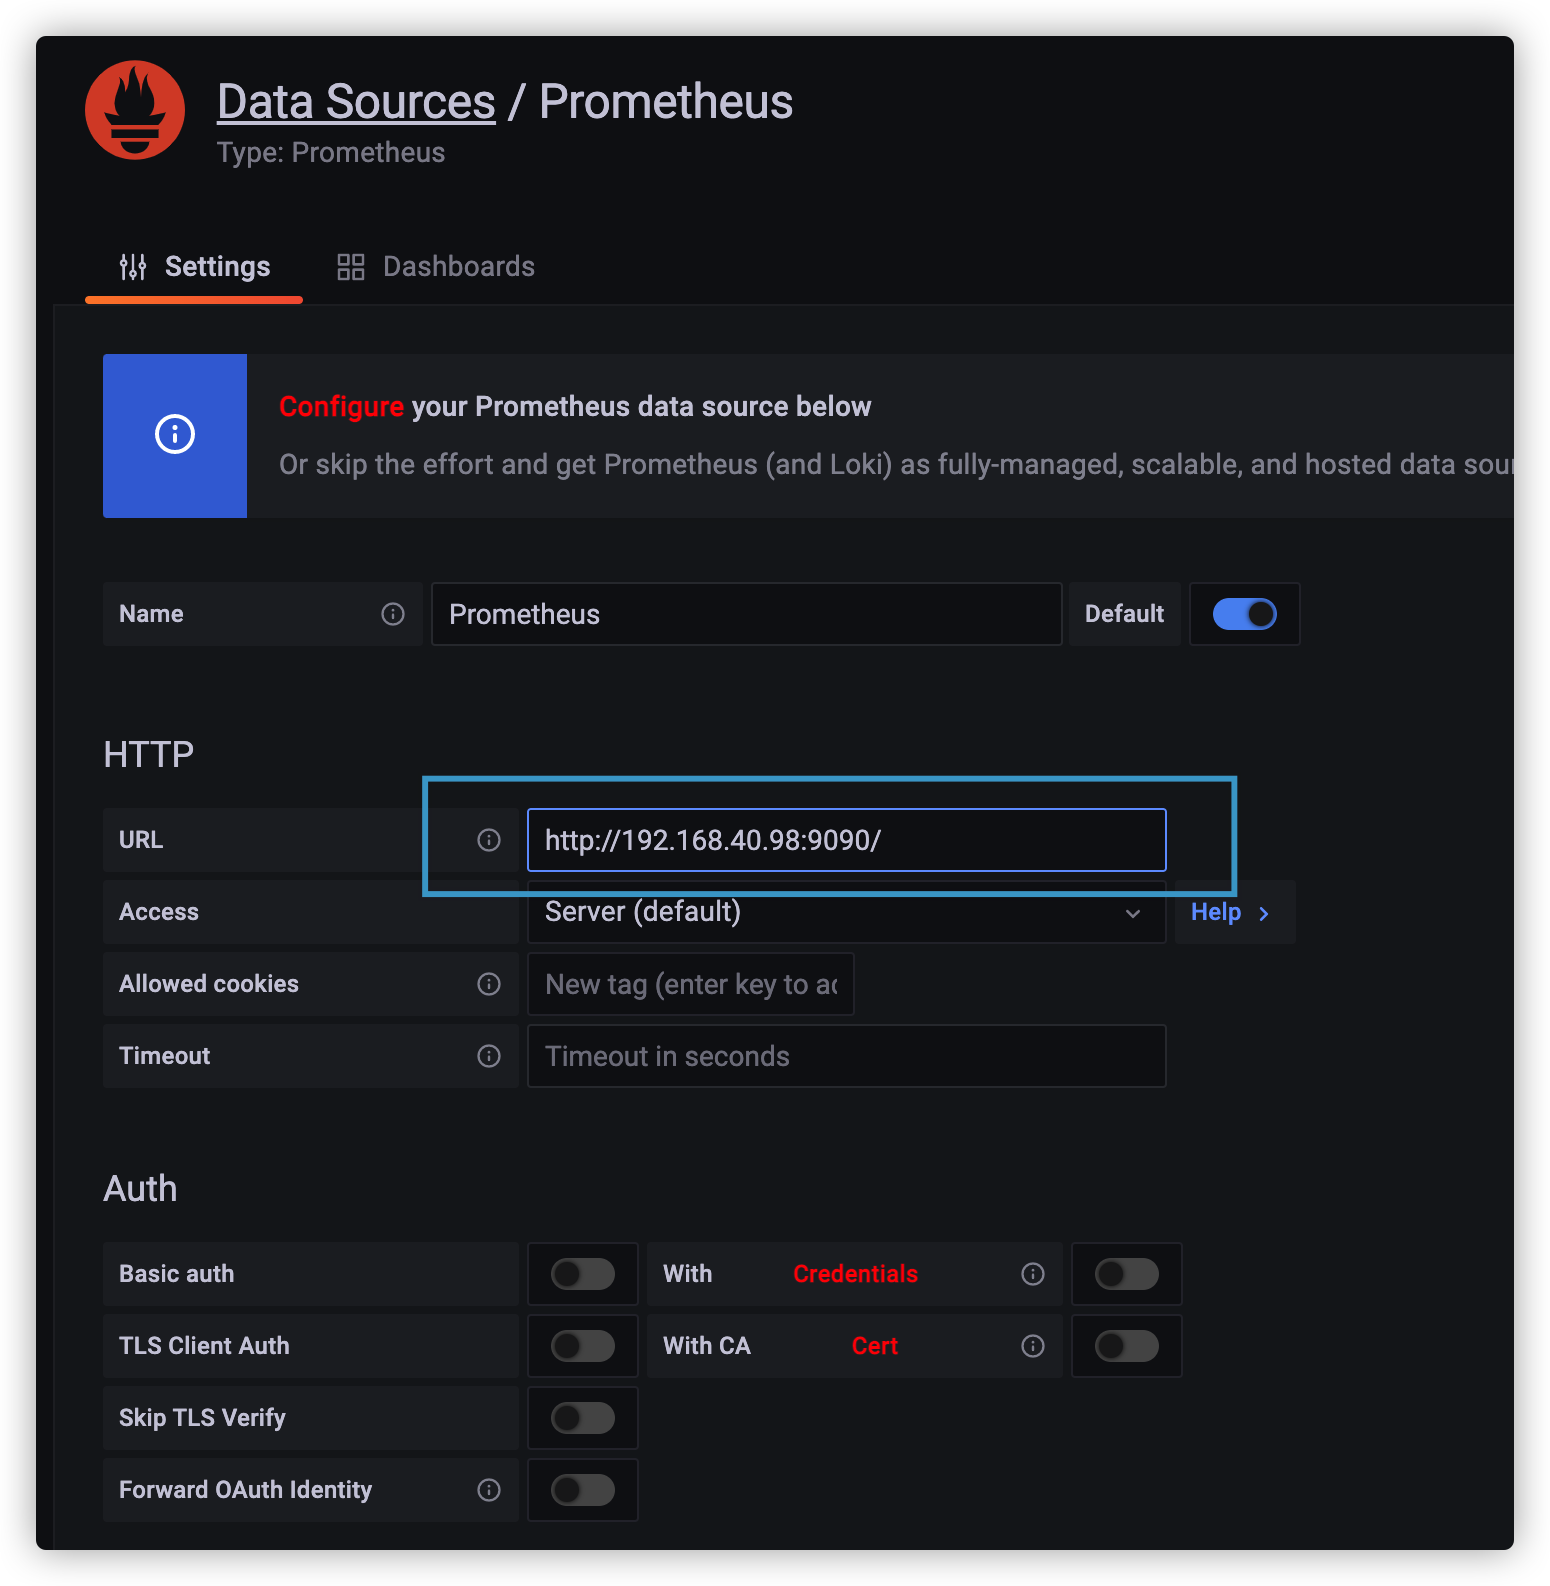 Data Sources / Prometheus
Type: Prometheus
Settings
Dashboards
Configure your Prometheus data source below
Or skip the effort and get Prometheus (and Loki) as fully-managed, scalable, and hosted data
Name
Prometheus
Default
HTTP
URL
http://192.168.40.98:9090/
Access
Server (default)
Help
Allowed cookies
New tag (enter key to
Timeout
Timeout in seconds
Auth
Basic auth
With Credentials
TLS Client Auth
With CA Cert
Skip TLS Verify
Forward OAuth Identity